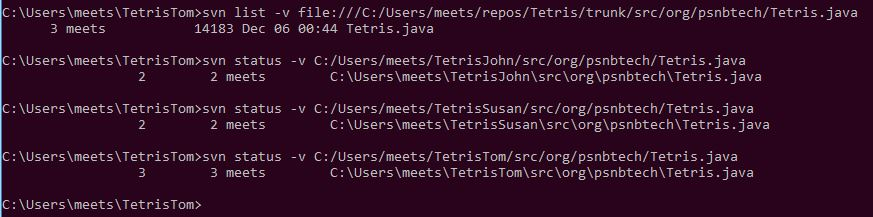 C:\Users\meets\TetrisTom>svn list -v file:///C:/Users/meets/repos/Tetris/trunk/src/org/psnbtech/Tetris.java
      3 meets             14183 Dec 06 00:44 Tetris.java
C:\Users\meets\TetrisTom>svn status -v C:/Users/meets/TetrisJohn/src/org/psnbtech/Tetris.java
                 2        2 meets        C:\Users\meets\TetrisJohn\src\org\psnbtech\Tetris.java
C:\Users\meets\TetrisTom>svn status -v C:/Users/meets/TetrisSusan/src/org/psnbtech/Tetris.java
                 2        2 meets        C:\Users\meets\TetrisSusan\src\org\psnbtech\Tetris.java
C:\Users\meets\TetrisTom>svn status -v C:/Users/meets/TetrisTom/src/org/psnbtech/Tetris.java
                 3        3 meets        C:\Users\meets\TetrisTom\src\org\psnbtech\Tetris.java
C:\Users\meets\TetrisTom>